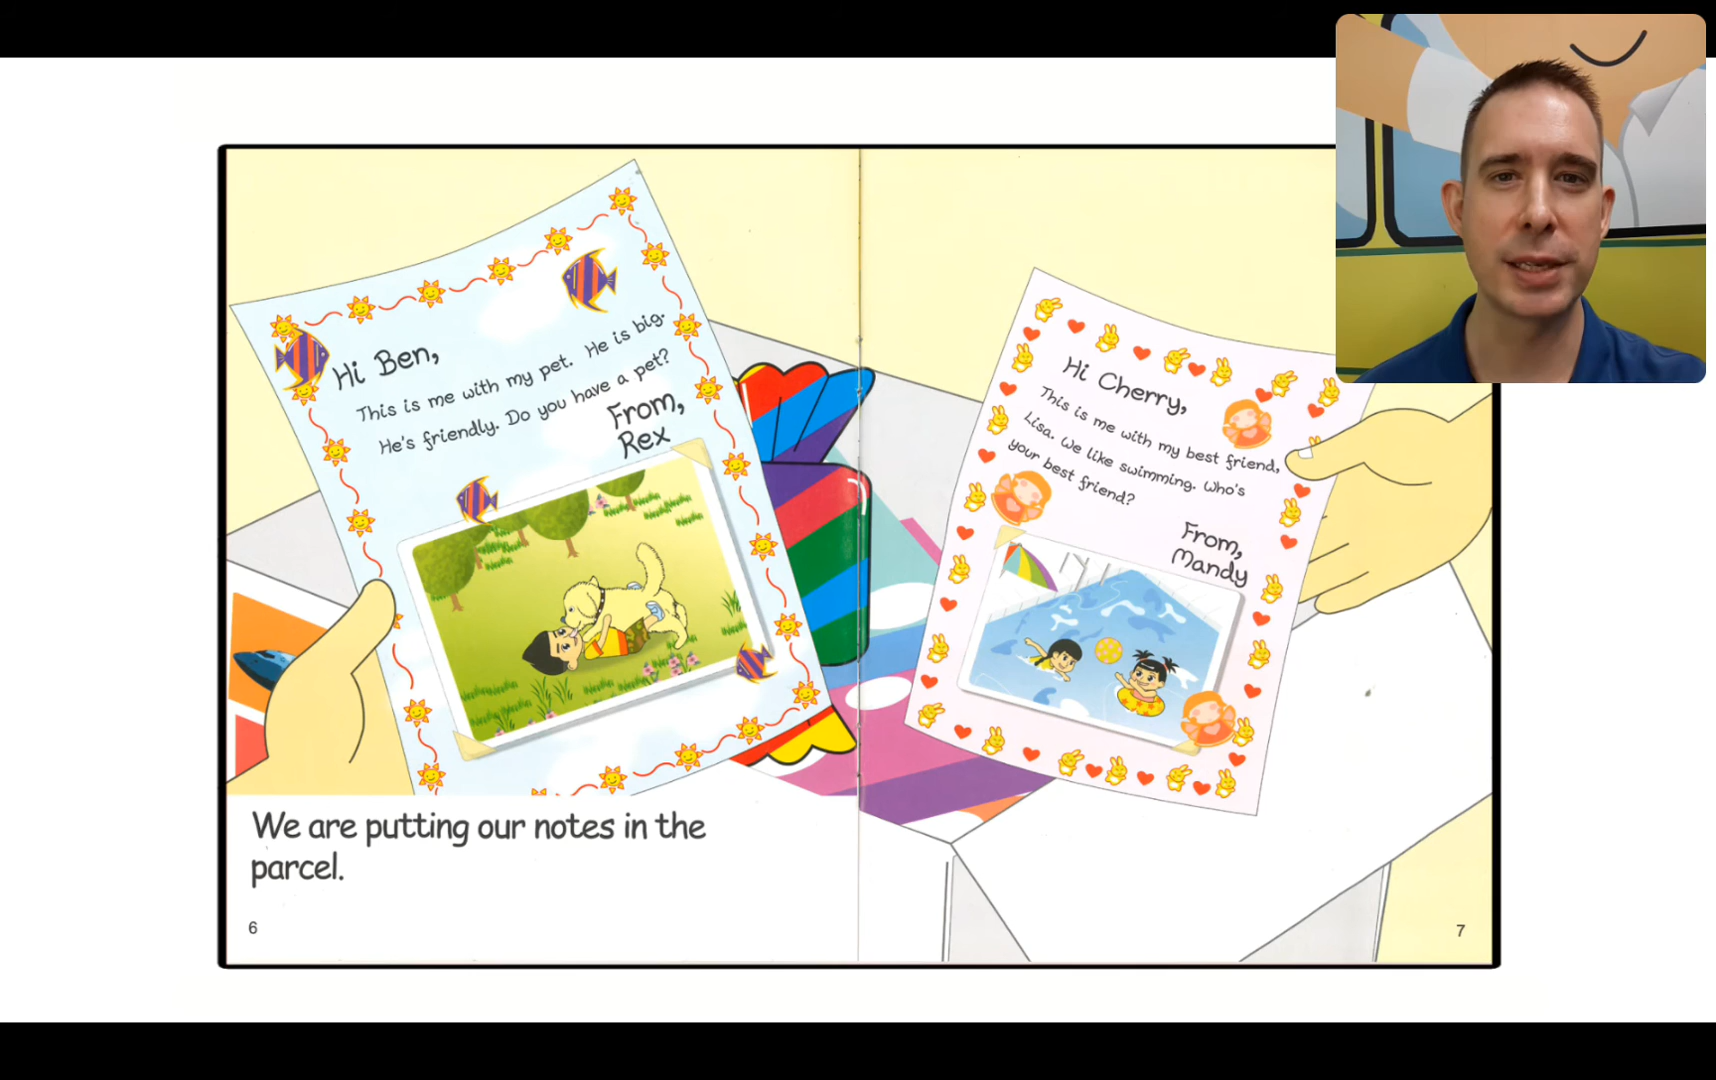 Hi Ben,
This is me with my pet. He is big.
He's friendly. Do you have a pet?
From,
Rex
We are putting our notes in the
parcel.
6
Hi Cherry,
This is me with my best friend,
Lisa. We like swimming. Who's
your best friend?
From,
Mandy
7